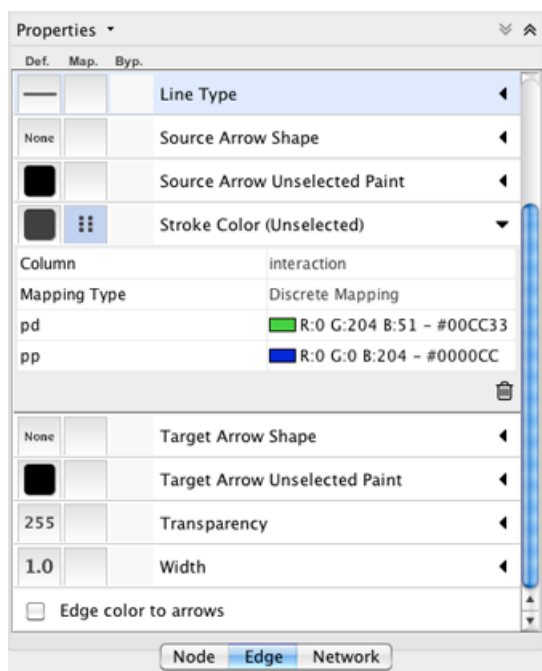 Properties
Def. Map. Byp.
Line Type
None Source Arrow Shape
Source Arrow Unselected Paint
Stroke Color (Unselected)
Column interaction
Mapping Type Discrete Mapping
pd R:0 G:204 B:51 - #00CC33
pp R:0 G:0 B:204 - #0000CC
None Target Arrow Shape
Target Arrow Unselected Paint
255 Transparency
1.0 Width
Edge color to arrows
Node Edge Network